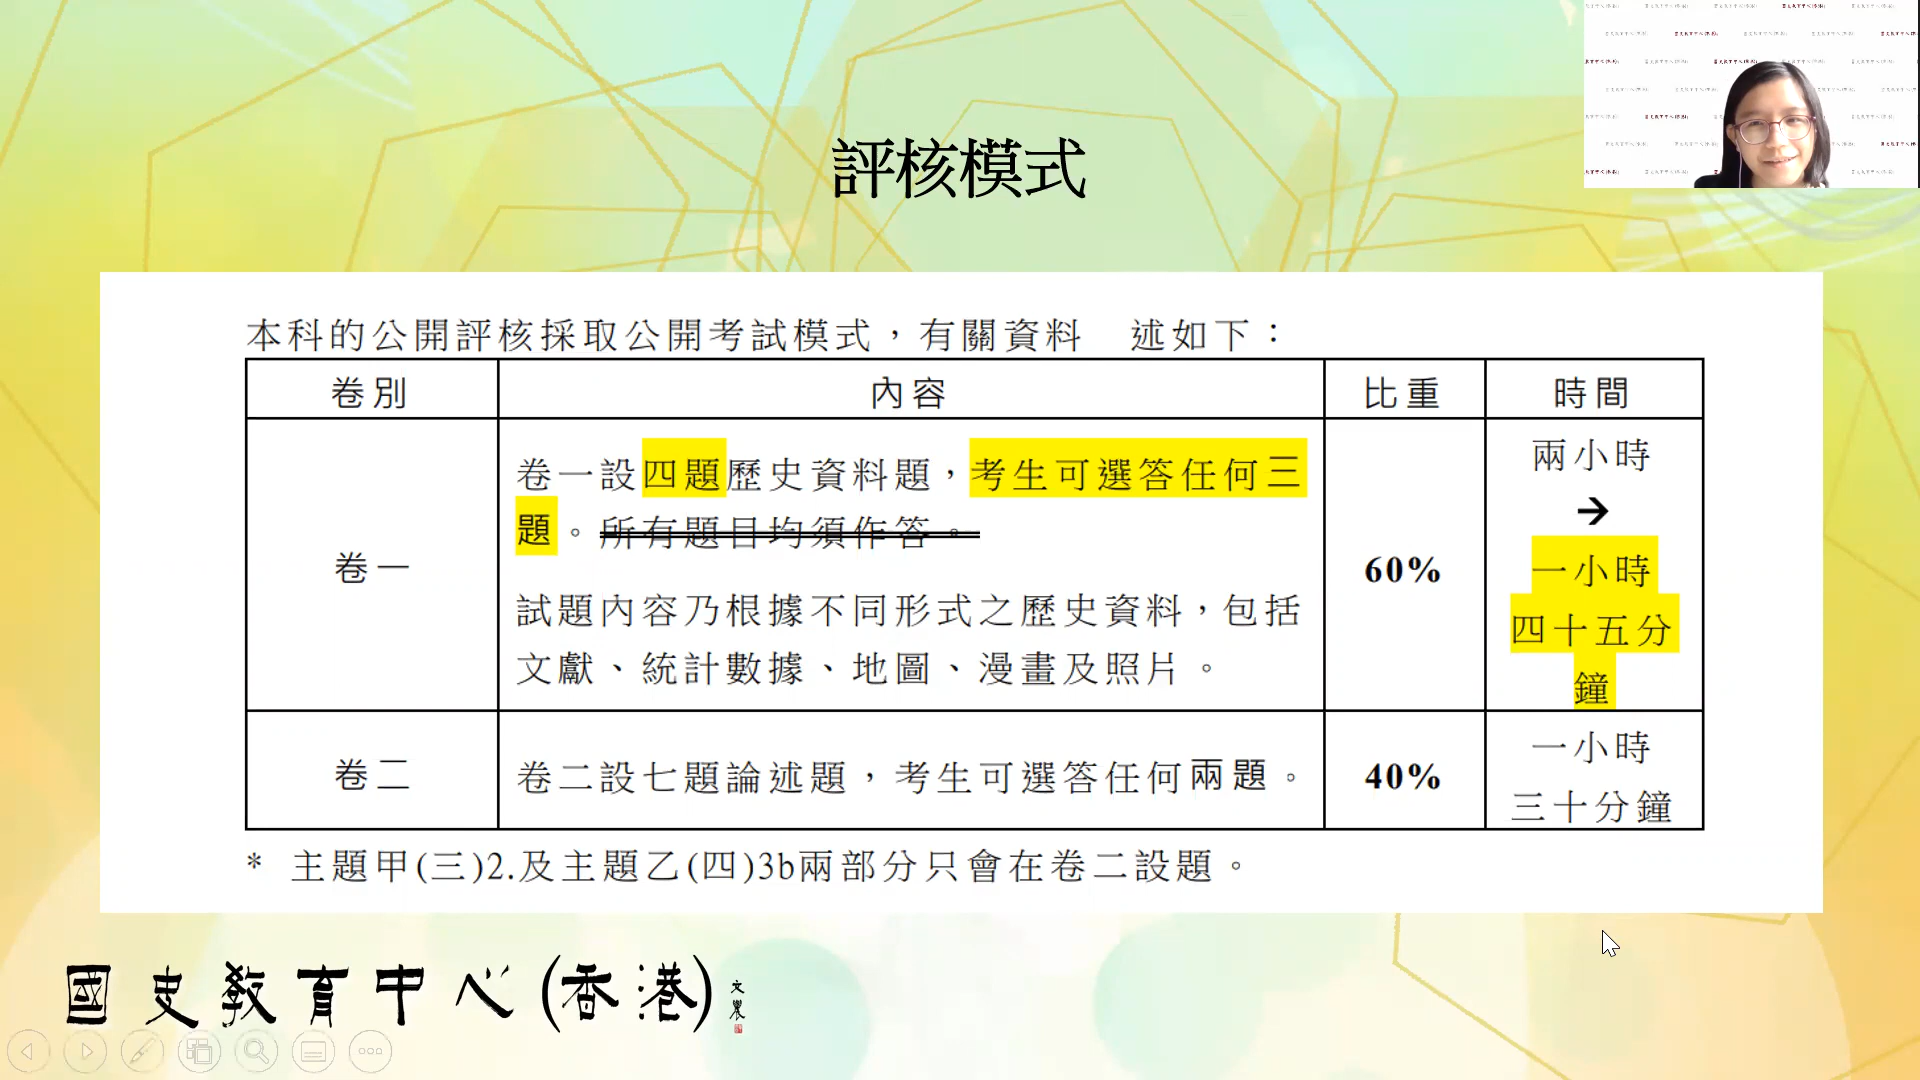 評核模式
本科的公開評核採取公開考試模式，有關資料 述如下：
卷別 內容 比重 時間
卷一
卷一設四題歷史資料題，考生可選答任何三
題。所有題目均須作答。
試題內容乃根據不同形式之歷史資料，包括
文獻、統計數據、地圖、漫畫及照片。
60%
兩小時
→
一小時
四十五分
鐘
卷二
卷二設七題論述題，考生可選答任何兩題。
40%
一小時
三十分鐘
* 主題甲(三)2.及主題乙(四)3b兩部分只會在卷二設題。
國史教育中心(香港)